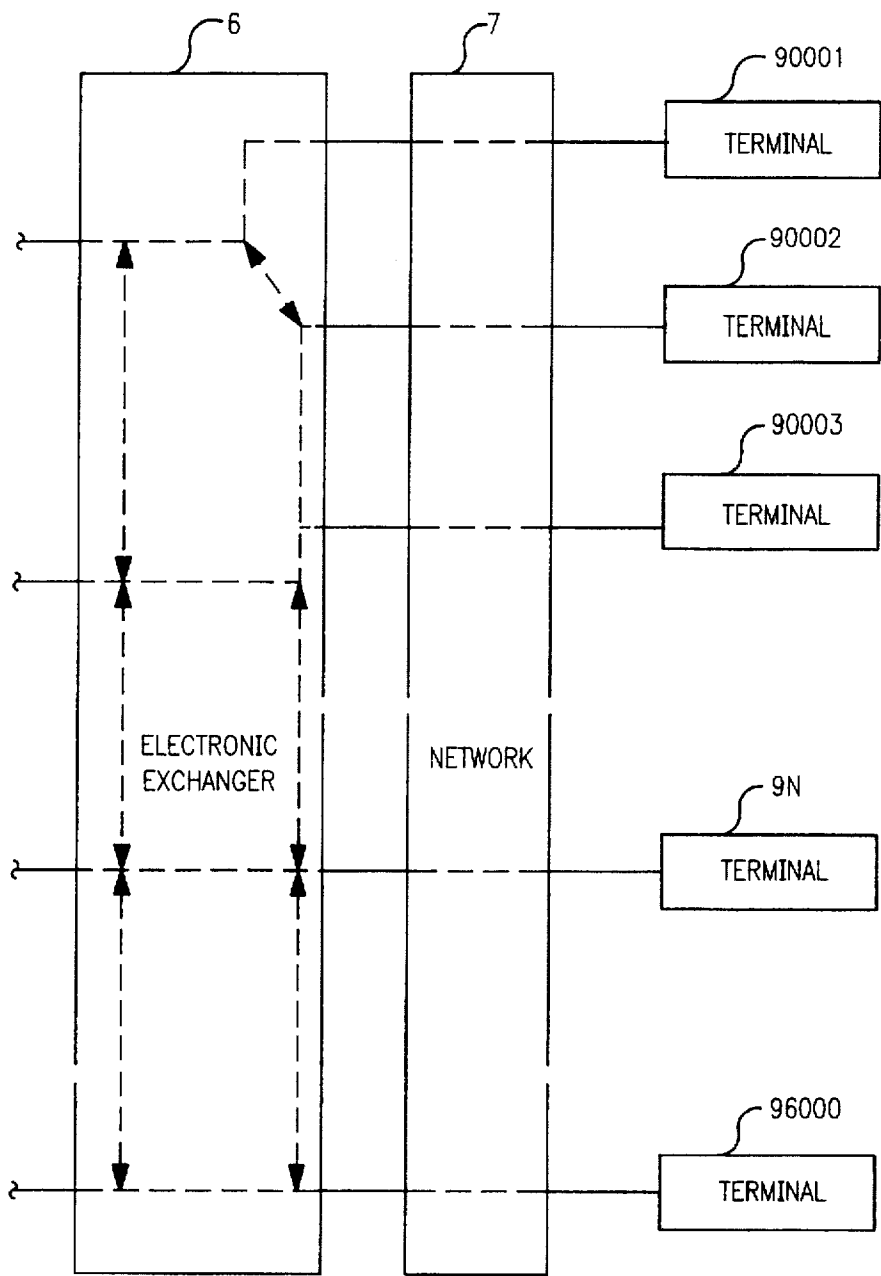 6
7
90001
TERMINAL
90002
TERMINAL
90003
TERMINAL
ELECTRONIC
EXCHANGER
NETWORK
9N
TERMINAL
96000
TERMINAL